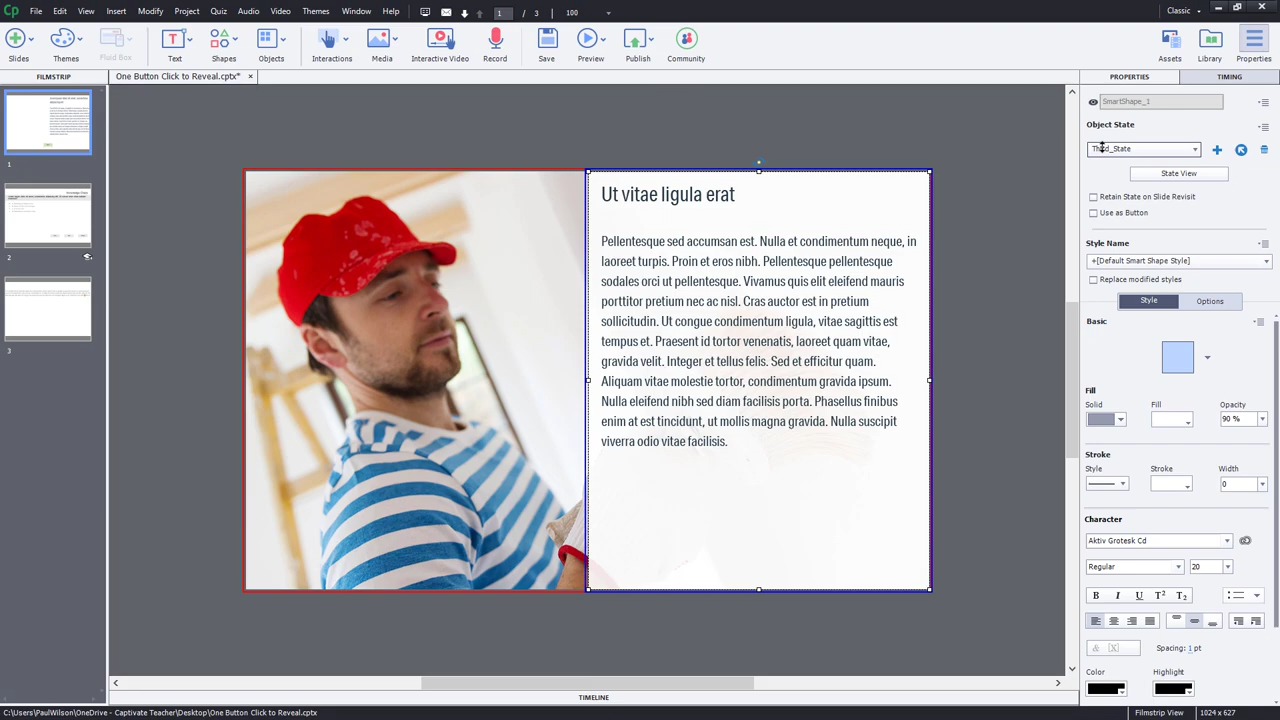 Cp File Edit View Insert Modify Project Quiz Audio Video Themes Window Help 1 / 3 100 Classic
Slides Themes Fluid Box Text Shapes Objects Interactions Media Interactive Video Record Save Preview Publish Community Assets Library Properties
FILMSTRIP One Button Click to Reveal.cptx* PROPERTIES TIMING
SmartShape_1
Object State
Third_State
State View
Retain State on Slide Revisit
Use as Button
Style Name
+[Default Smart Shape Style]
Replace modified styles
Style Options
Basic
Fill
Solid Fill Opacity
90 %
Stroke
Style Stroke Width
0
Character
Aktiv Grotesk Cd
Regular 20
B I U T² T₂
& [X] Spacing: 1 pt
Color Highlight
1
2
3
Ut vitae ligula erat
Pellentesque sed accumsan est. Nulla et condimentum neque, in
laoreet turpis. Proin et eros nibh. Pellentesque pellentesque
sodales orci ut pellentesque. Vivamus quis elit eleifend mauris
porttitor pretium nec ac nisl. Cras auctor est in pretium
sollicitudin. Ut congue condimentum ligula, vitae sagittis est
tempus et. Praesent id tortor venenatis, laoreet quam vitae,
gravida velit. Integer et tellus felis. Sed et efficitur quam.
Aliquam vitae molestie tortor, condimentum gravida ipsum.
Nulla eleifend nibh sed diam facilisis porta. Phasellus finibus
enim at est tincidunt, ut mollis magna gravida. Nulla suscipit
viverra odio vitae facilisis.
TIMELINE
C:\Users\PaulWilson\OneDrive - Captivate Teacher\Desktop\One Button Click to Reveal.cptx Filmstrip View 1024 x 627